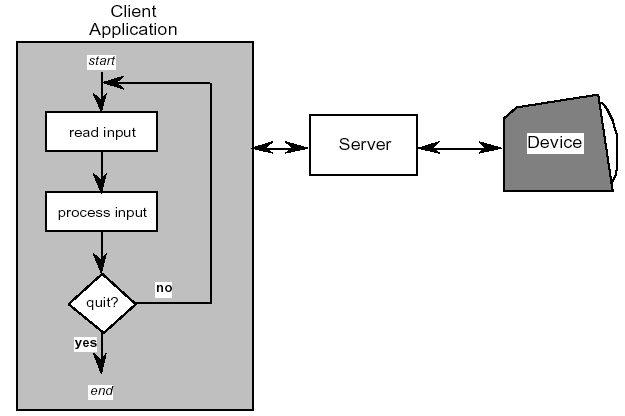 Client
Application
start
read input
process input
quit?
no
yes
end
Server
Device